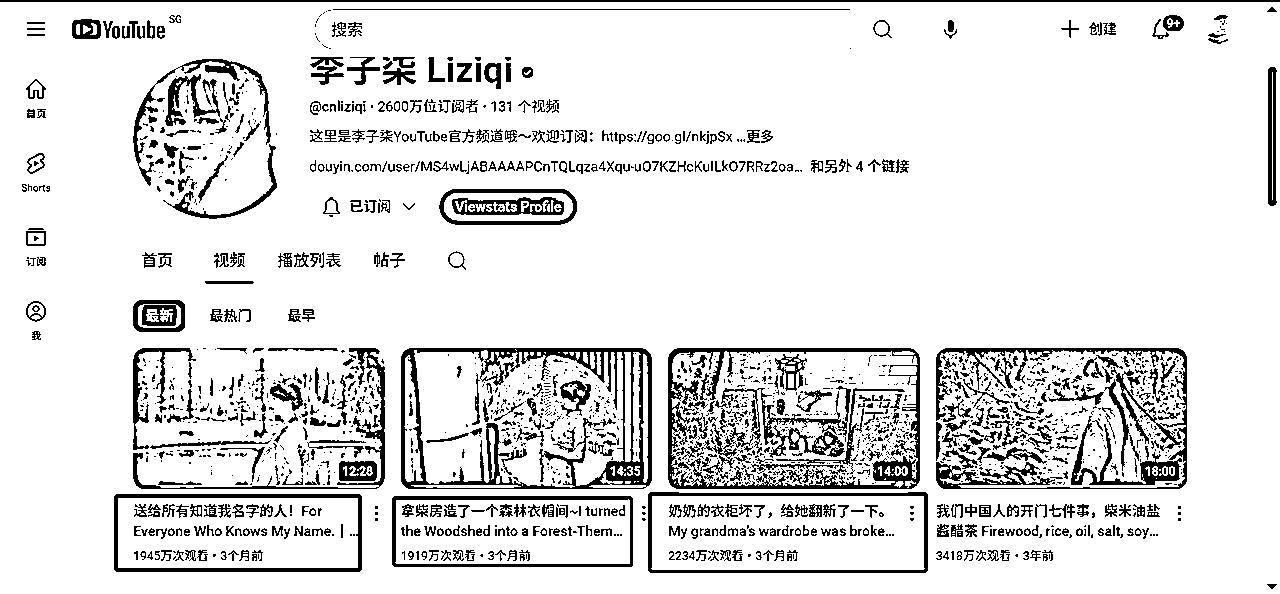 YouTube SG
搜索
创建
9+
李子柒 Liziqi
@cnliziqi · 2600万位订阅者 · 131 个视频
这里是李子柒YouTube官方频道哦～欢迎订阅：https://goo.gl/nkjpSx ...更多
douyin.com/user/MS4wLjABAAAAPCnTQLqza4Xqu-uO7KZHcKuILkO7RRz2oa... 和另外 4 个链接
已订阅
Viewstats Profile
首页
Shorts
订阅
我
首页 视频 播放列表 帖子
最新 最热门 最早
12:28
送给所有知道我名字的人！For
Everyone Who Knows My Name.｜...
1945万次观看 · 3个月前
14:35
拿柴房造了一个森林衣帽间~I turned
the Woodshed into a Forest-Them...
1919万次观看 · 3个月前
14:00
奶奶的衣柜坏了，给她翻新了一下。
My grandma's wardrobe was broke...
2234万次观看 · 3个月前
18:00
我们中国人的开门七件事，柴米油盐
酱醋茶 Firewood, rice, oil, salt, soy...
3418万次观看 · 3年前